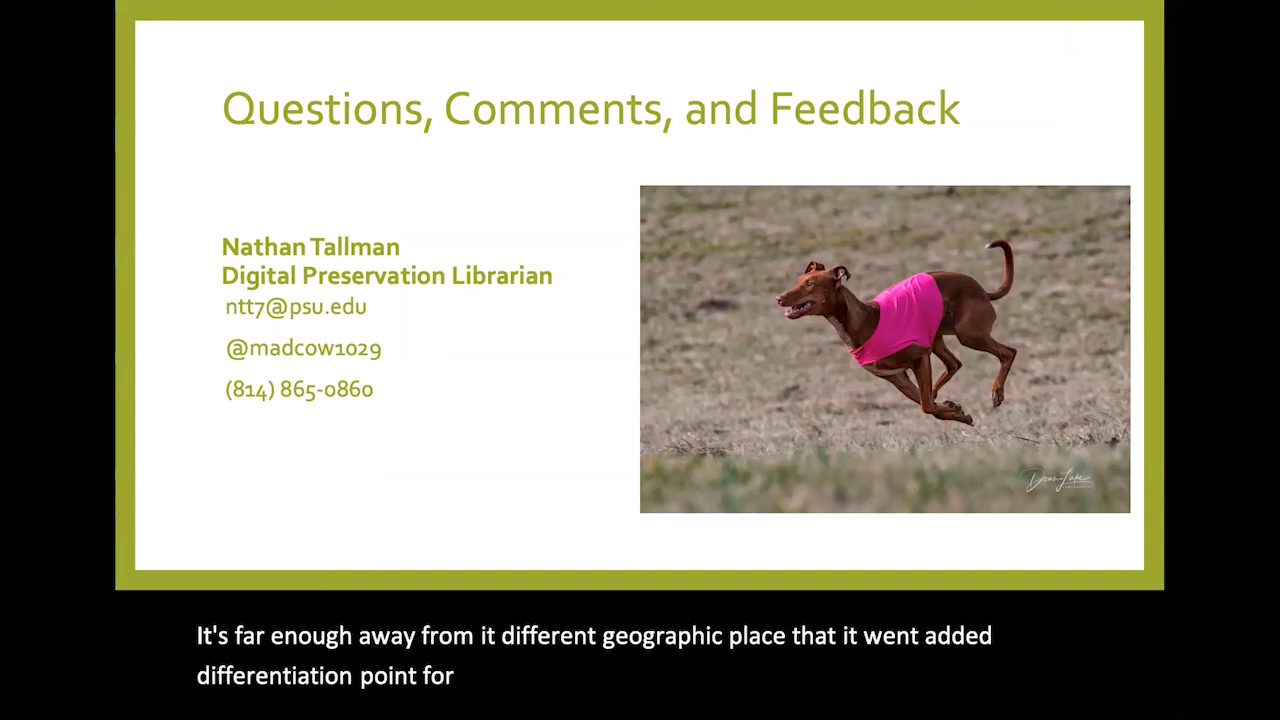 Questions, Comments, and Feedback
Nathan Tallman
Digital Preservation Librarian
ntt7@psu.edu
@madcow1029
(814) 865-0860
It's far enough away from it different geographic place that it went added
differentiation point for